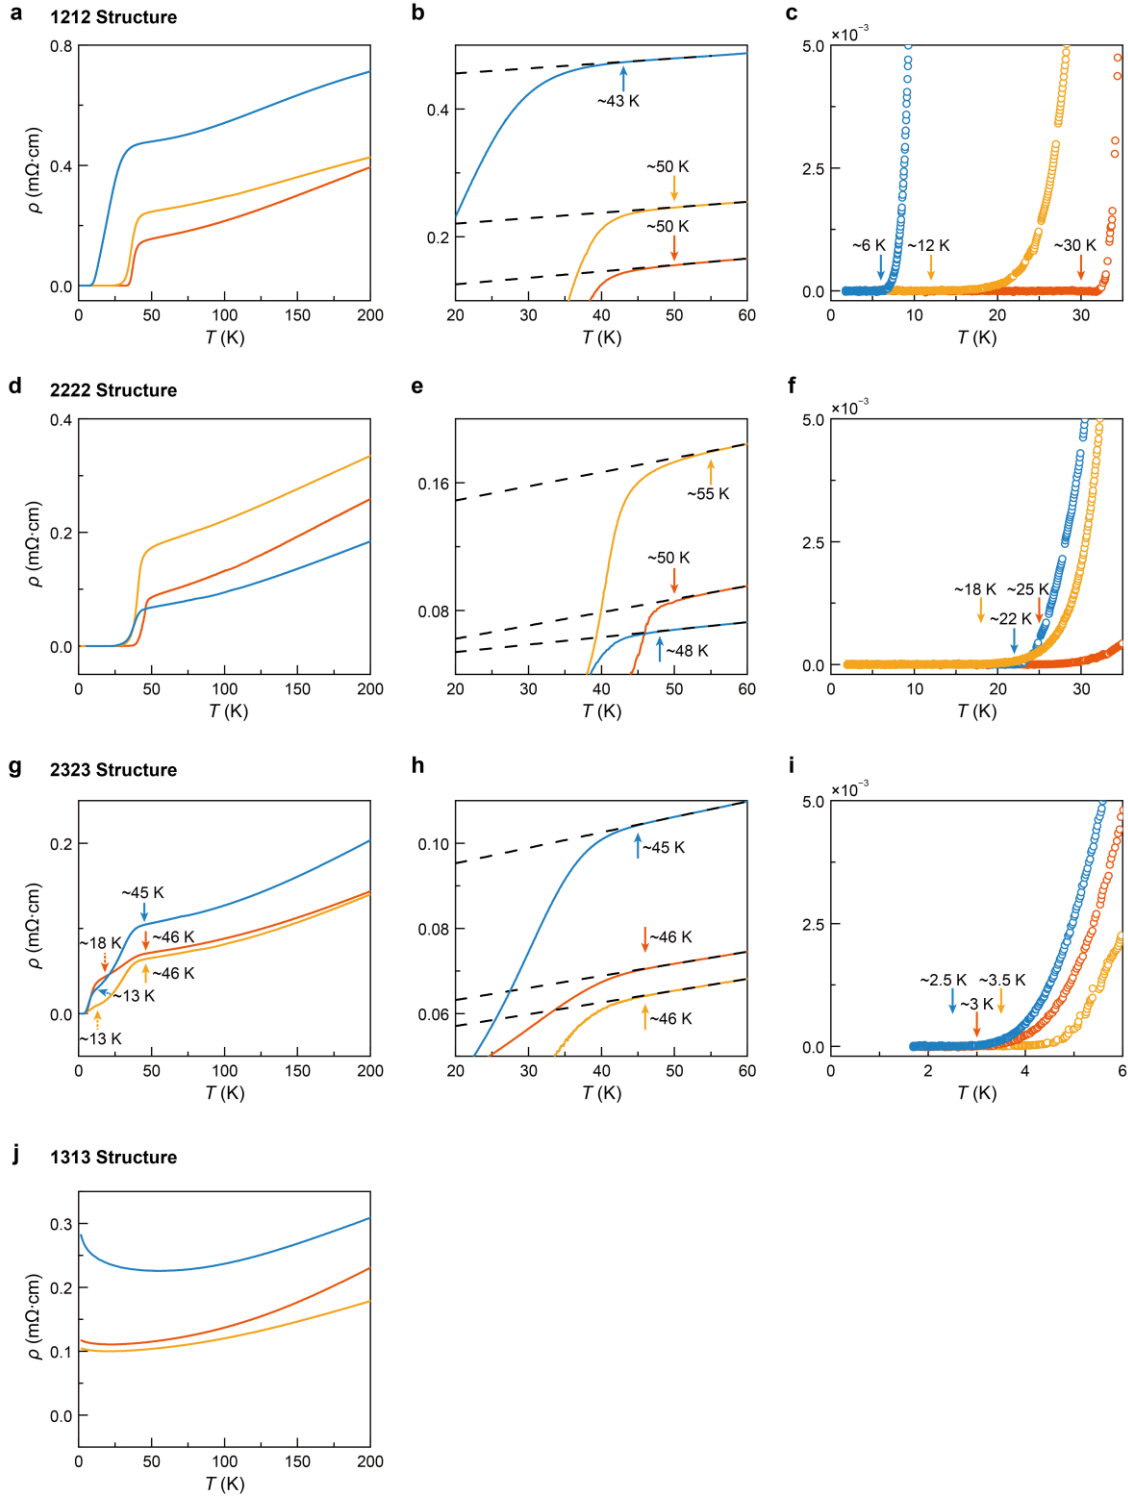 a 1212 Structure
0.8
0.4
0.0
ρ (mΩ·cm)
0 50 100 150 200
T (K)
b
0.4
0.2
~43 K
~50 K
~50 K
20 30 40 50 60
T (K)
c
×10⁻³
5.0
2.5
0.0
~6 K ~12 K ~30 K
0 10 20 30
T (K)
d 2222 Structure
0.4
0.2
0.0
ρ (mΩ·cm)
0 50 100 150 200
T (K)
e
0.16
0.08
~55 K
~50 K
~48 K
20 30 40 50 60
T (K)
f
×10⁻³
5.0
2.5
0.0
~18 K ~25 K
~22 K
0 10 20 30
T (K)
g 2323 Structure
0.2
0.1
0.0
ρ (mΩ·cm)
~45 K
~18 K ~46 K
~46 K
~13 K
~13 K
0 50 100 150 200
T (K)
h
0.10
0.08
0.06
~45 K
~46 K
~46 K
20 30 40 50 60
T (K)
i
×10⁻³
5.0
2.5
0.0
~2.5 K ~3.5 K
~3 K
2 4 6
T (K)
j 1313 Structure
0.3
0.2
0.1
0.0
ρ (mΩ·cm)
0 50 100 150 200
T (K)